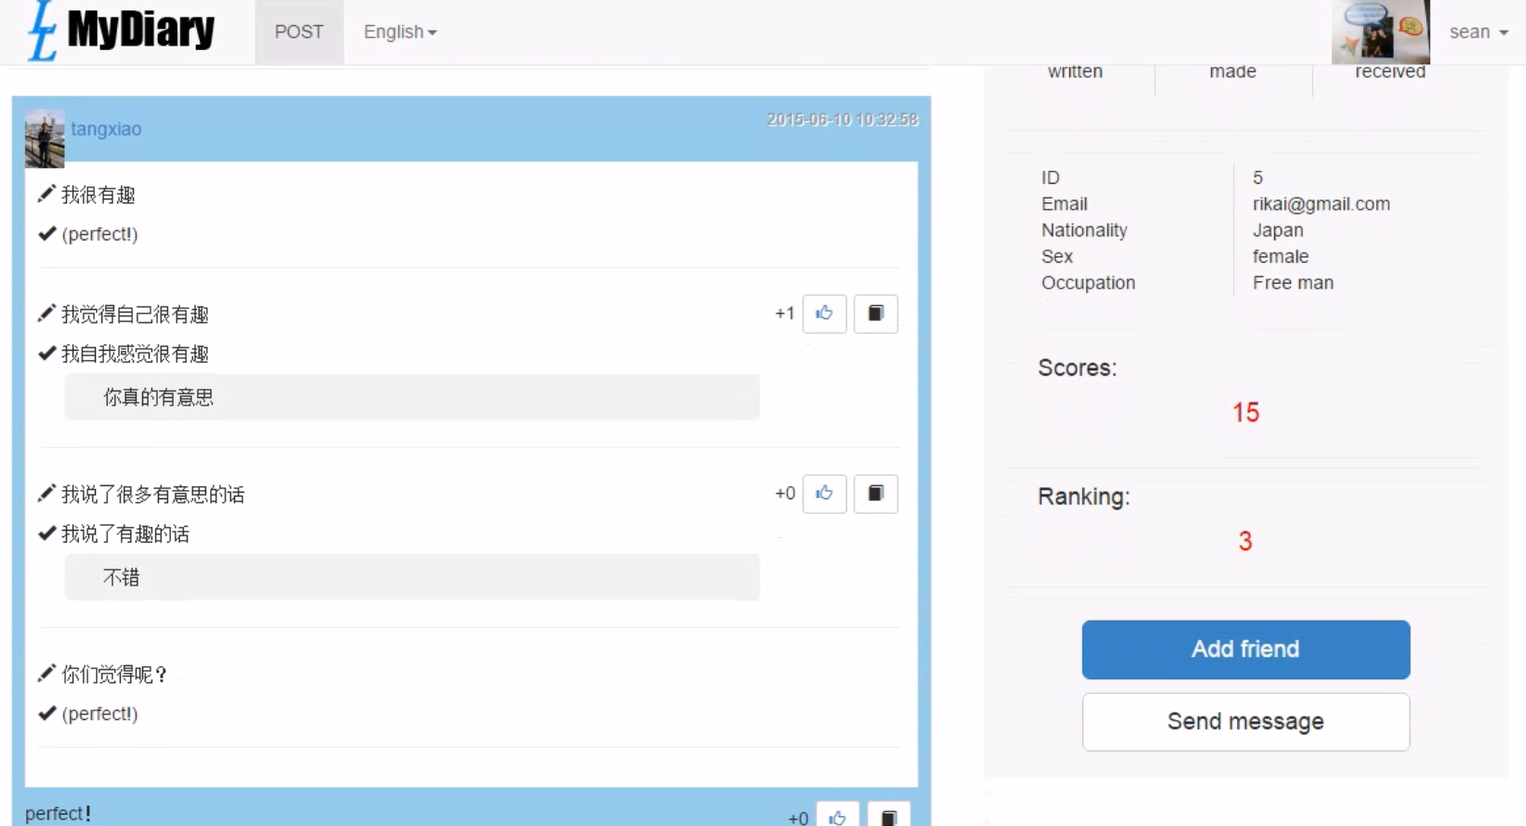 MyDiary
POST
English
sean
tangxiao
2015-06-10 10:32:58
我很有趣
(perfect!)
我觉得自己很有趣
+1
我自我感觉很有趣
你真的有意思
我说了很多有意思的话
+0
我说了有趣的话
不错
你们觉得呢？
(perfect!)
perfect！
+0
written made received
ID 5
Email rikai@gmail.com
Nationality Japan
Sex female
Occupation Free man
Scores:
15
Ranking:
3
Add friend
Send message